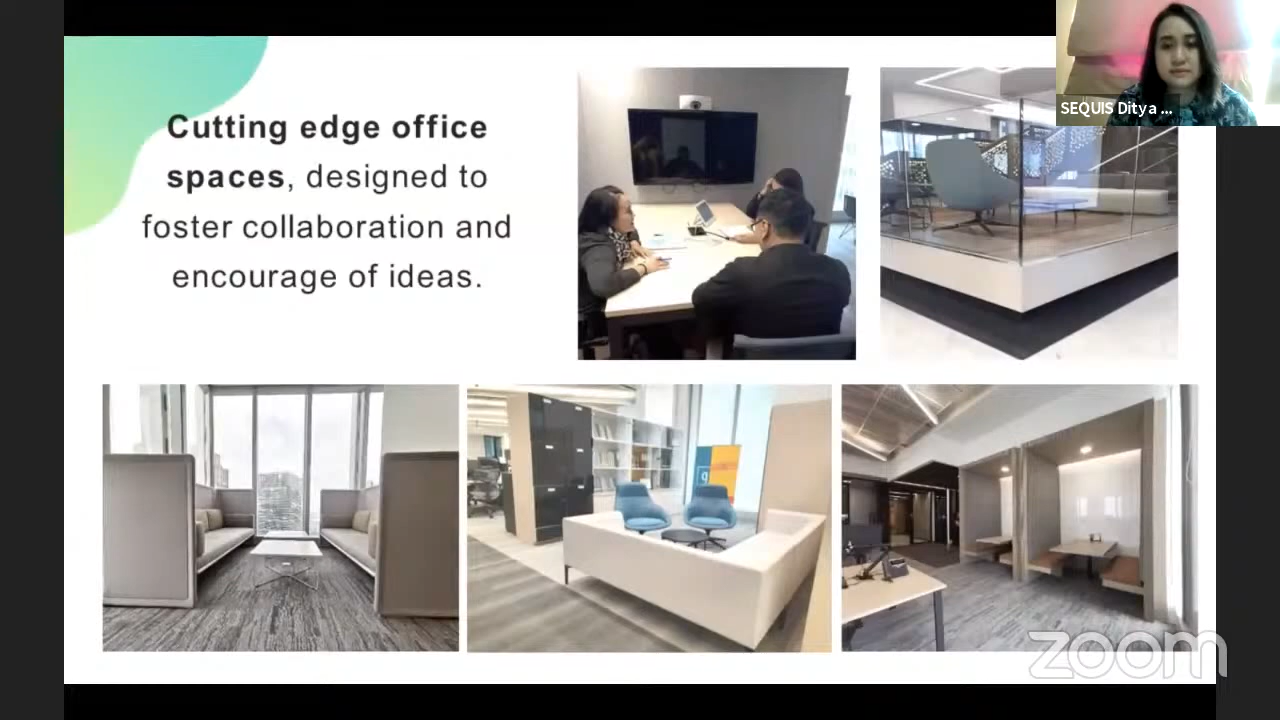 Cutting edge office
spaces, designed to
foster collaboration and
encourage of ideas.
SEQUIS Ditya ...
zoom